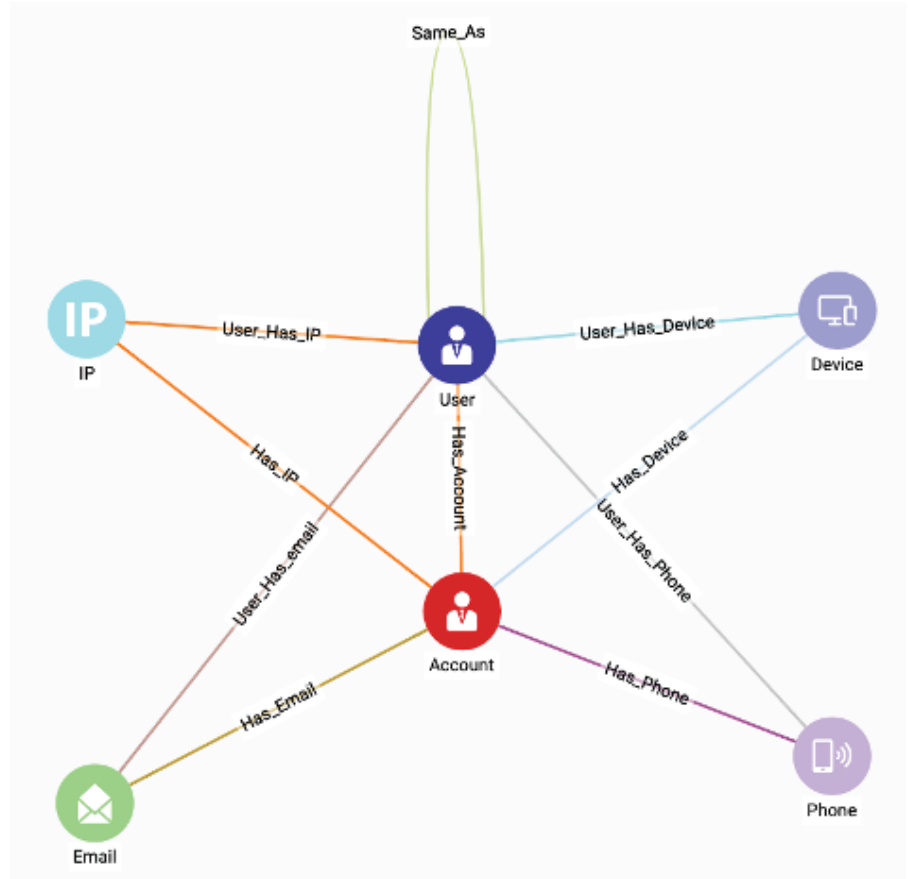 Same_As
IP
IP
User_Has_IP
User
User_Has_Device
Device
Has_IP
Has_Account
Has_Device
User_Has_email
User_Has_Phone
Account
Has_Email
Has_Phone
Email
Phone